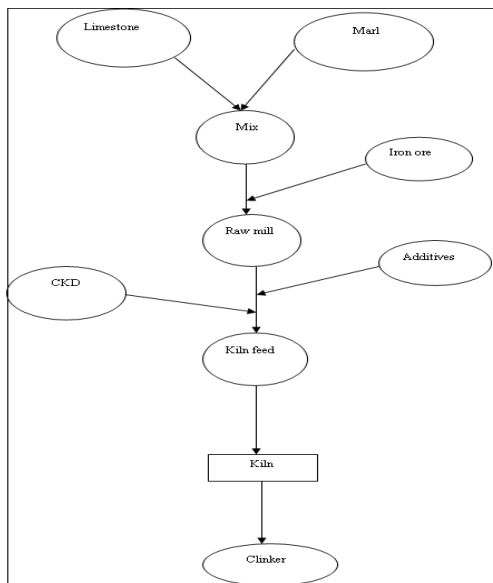 Limestone
Marl
Mix
Iron ore
Raw mill
Additives
CKD
Kiln feed
Kiln
Clinker